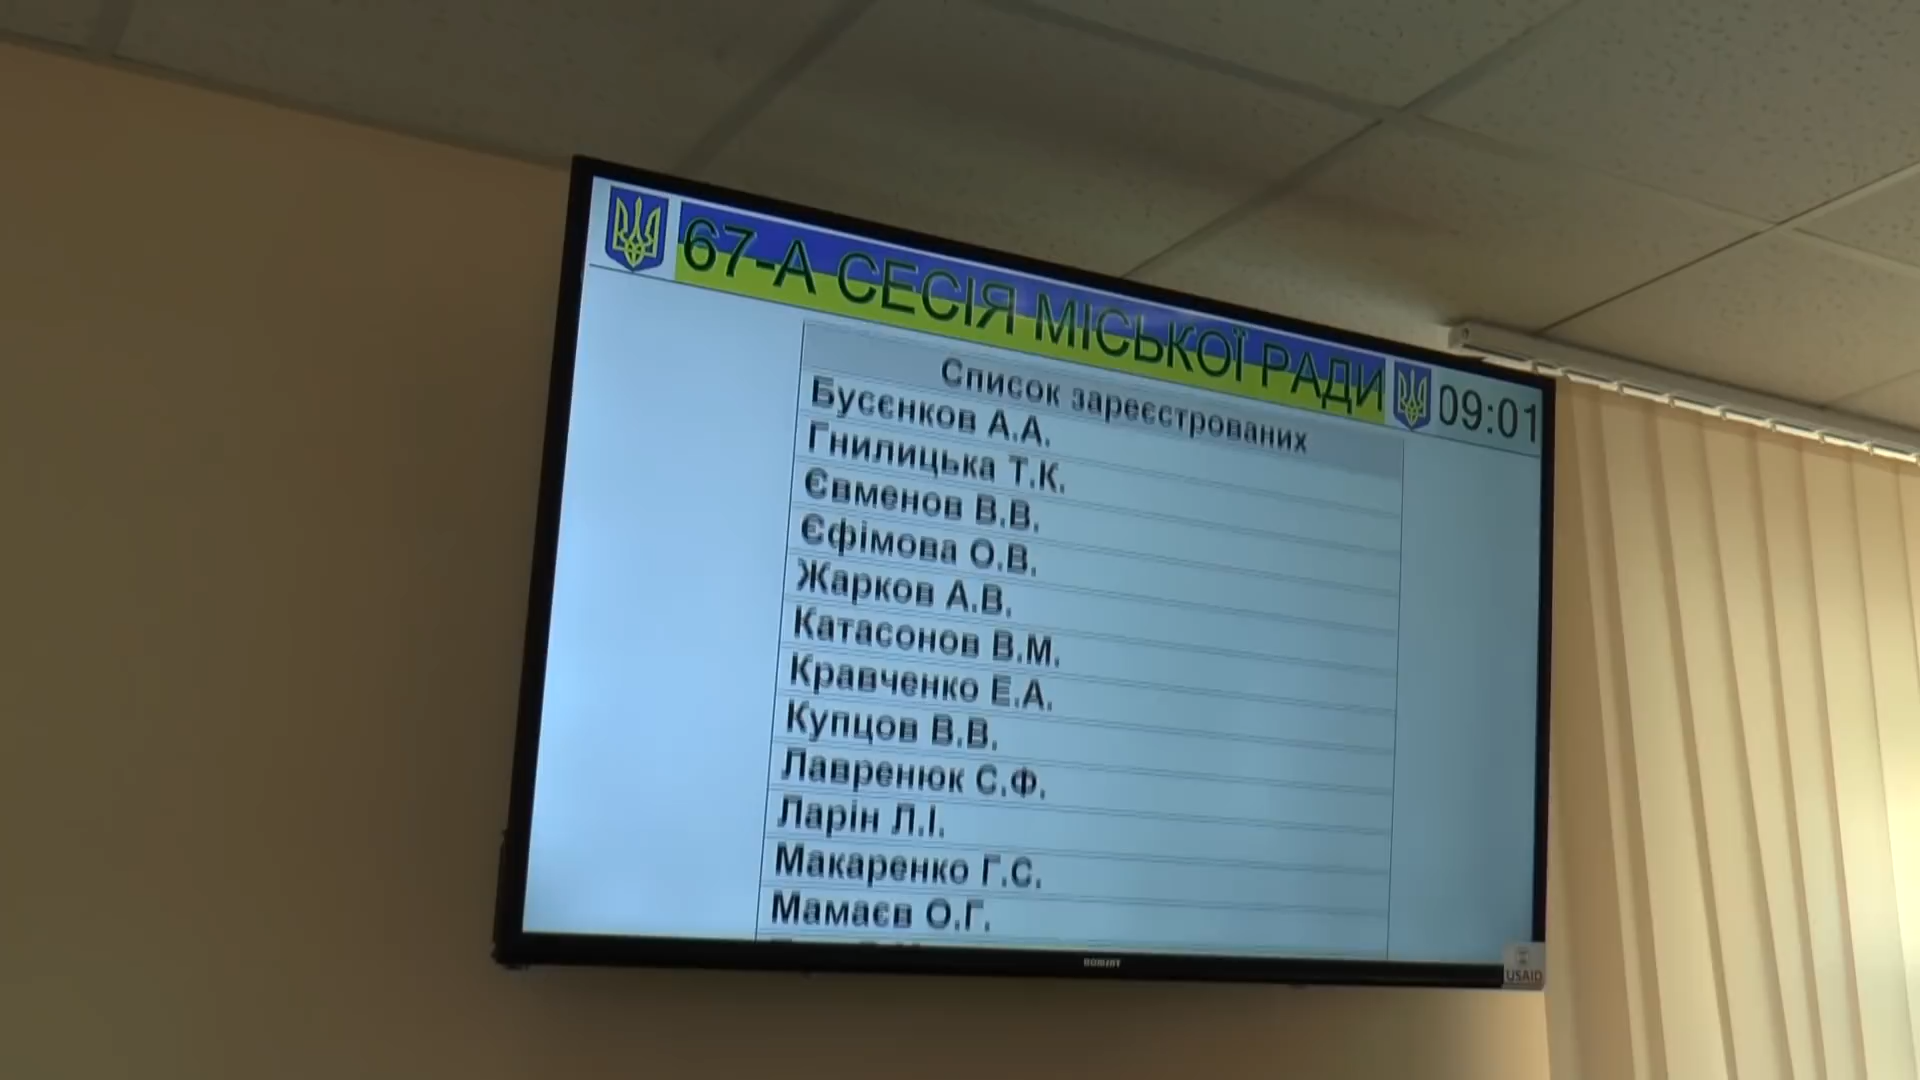 67-А СЕСІЯ МІСЬКОЇ РАДИ 09:01
Список зареєстрованих
Бусєнков А.А.
Гнилицька Т.К.
Євменов В.В.
Єфімова О.В.
Жарков А.В.
Катасонов В.М.
Кравченко Е.А.
Купцов В.В.
Лавренюк С.Ф.
Ларін Л.І.
Макаренко Г.С.
Мамаєв О.Г.
USAID